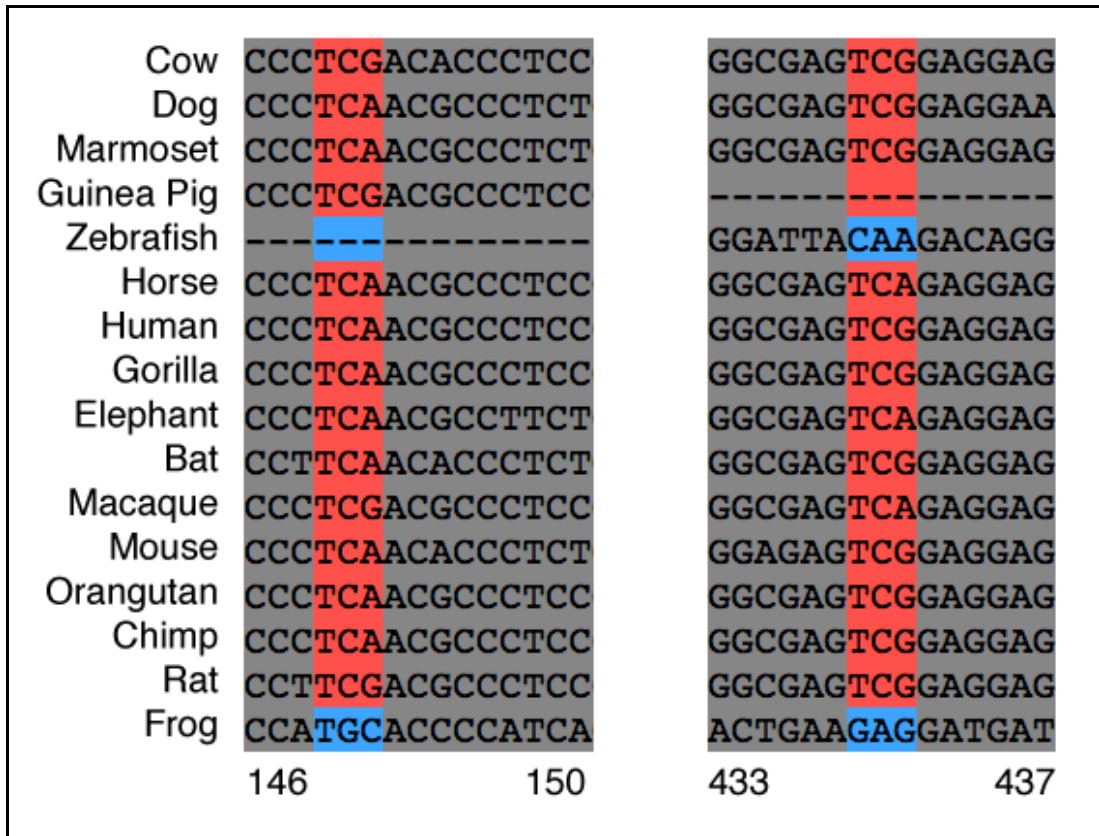 Cow CCCTCGACACCCTCC GGCGAGTCGGAGGAG
Dog CCCTCAACGCCCTCT GGCGAGTCGGAGGAA
Marmoset CCCTCAACGCCCTCT GGCGAGTCGGAGGAG
Guinea Pig CCCTCGACGCCCTCC ---------------
Zebrafish --------------- GGATTACAAGACAGG
Horse CCCTCAACGCCCTCC GGCGAGTCAGAGGAG
Human CCCTCAACGCCCTCC GGCGAGTCGGAGGAG
Gorilla CCCTCAACGCCCTCC GGCGAGTCGGAGGAG
Elephant CCCTCAACGCCTTCT GGCGAGTCAGAGGAG
Bat CCTTCAACACCCTCT GGCGAGTCGGAGGAG
Macaque CCCTCGACGCCCTCC GGCGAGTCAGAGGAG
Mouse CCCTCAACACCCTCT GGAGAGTCGGAGGAG
Orangutan CCCTCAACGCCCTCC GGCGAGTCGGAGGAG
Chimp CCCTCAACGCCCTCC GGCGAGTCGGAGGAG
Rat CCTTCGACGCCCTCC GGCGAGTCGGAGGAG
Frog CCATGCACCCCATCA ACTGAAGAGGATGAT
146 150 433 437